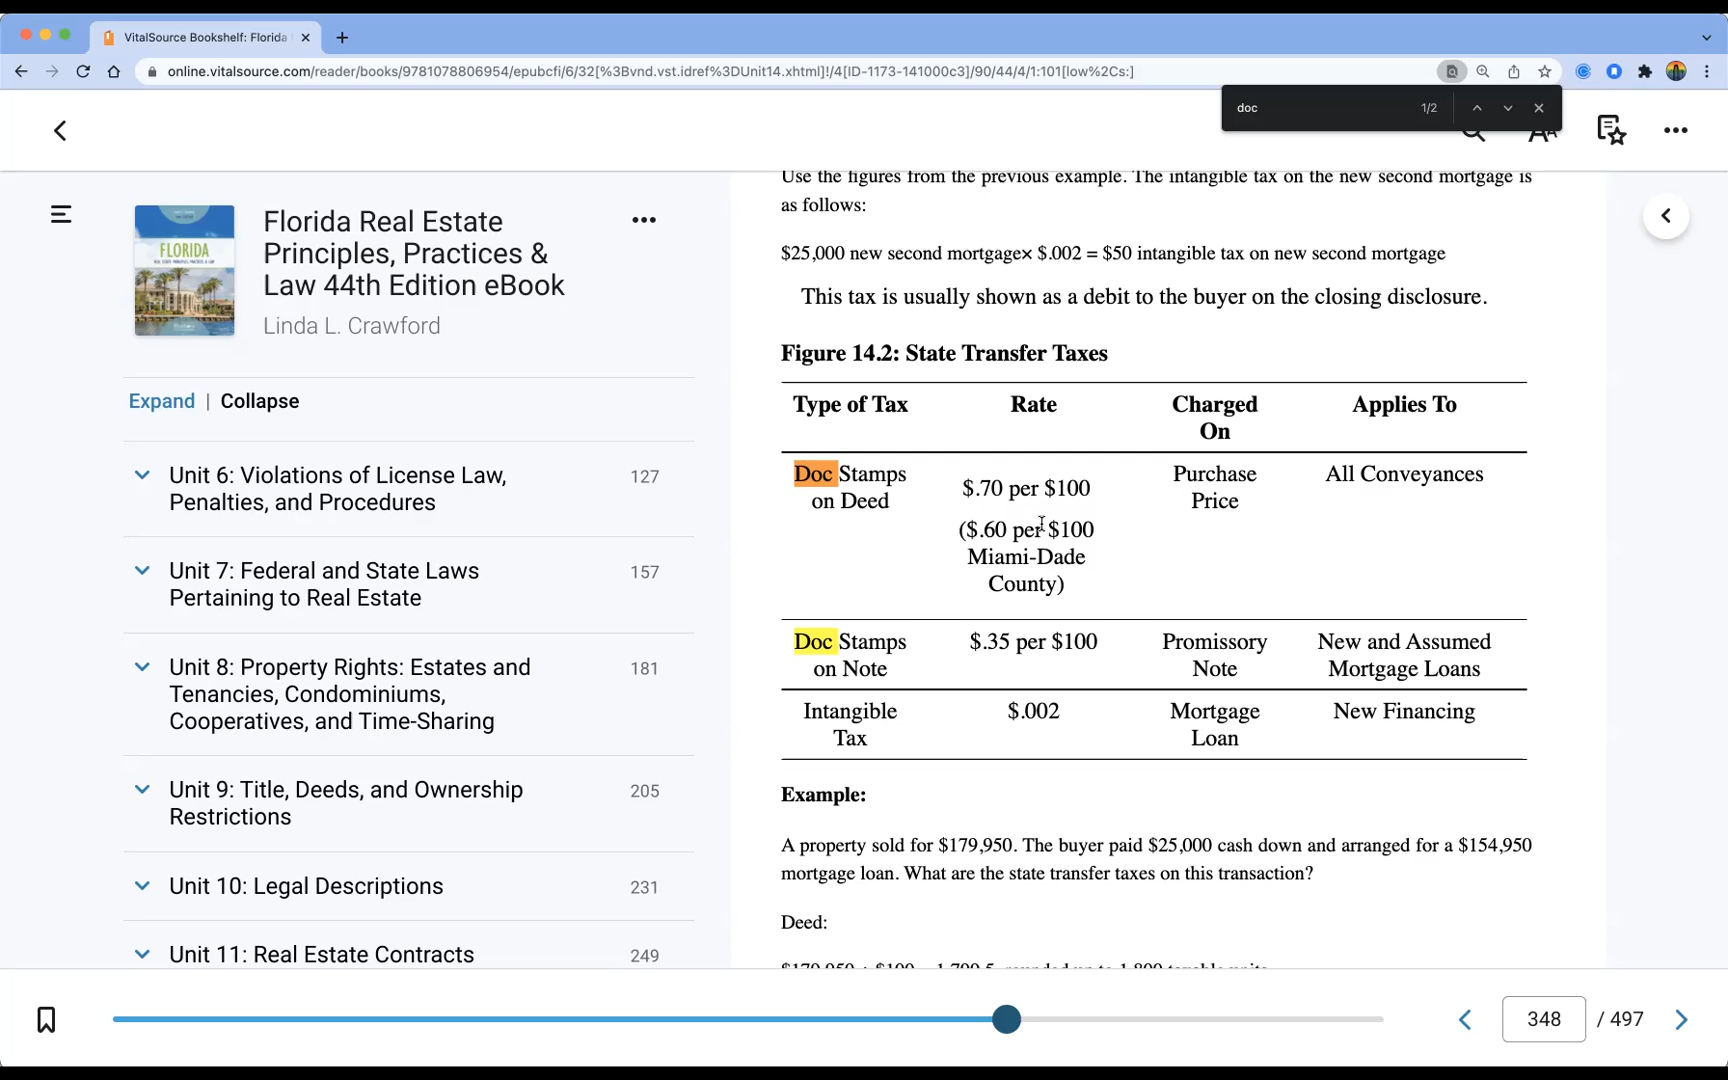 VitalSource Bookshelf: Florida
online.vitalsource.com/reader/books/9781078806954/epubcfi/6/32[%3Bvnd.vst.idref%3DUnit14.xhtml]!/4[ID-1173-141000c3]/90/44/4/1:101[low%2Cs:]
doc 1/2
FLORIDA
Florida Real Estate
Principles, Practices &
Law 44th Edition eBook
Linda L. Crawford
Expand | Collapse
Unit 6: Violations of License Law, 127
Penalties, and Procedures
Unit 7: Federal and State Laws 157
Pertaining to Real Estate
Unit 8: Property Rights: Estates and 181
Tenancies, Condominiums,
Cooperatives, and Time-Sharing
Unit 9: Title, Deeds, and Ownership 205
Restrictions
Unit 10: Legal Descriptions 231
Unit 11: Real Estate Contracts 249
Use the figures from the previous example. The intangible tax on the new second mortgage is
as follows:
$25,000 new second mortgage× $.002 = $50 intangible tax on new second mortgage
This tax is usually shown as a debit to the buyer on the closing disclosure.
Figure 14.2: State Transfer Taxes
Type of Tax Rate Charged Applies To
On
Doc Stamps $.70 per $100 Purchase All Conveyances
on Deed Price
($.60 per $100
Miami-Dade
County)
Doc Stamps $.35 per $100 Promissory New and Assumed
on Note Note Mortgage Loans
Intangible $.002 Mortgage New Financing
Tax Loan
Example:
A property sold for $179,950. The buyer paid $25,000 cash down and arranged for a $154,950
mortgage loan. What are the state transfer taxes on this transaction?
Deed:
348 / 497